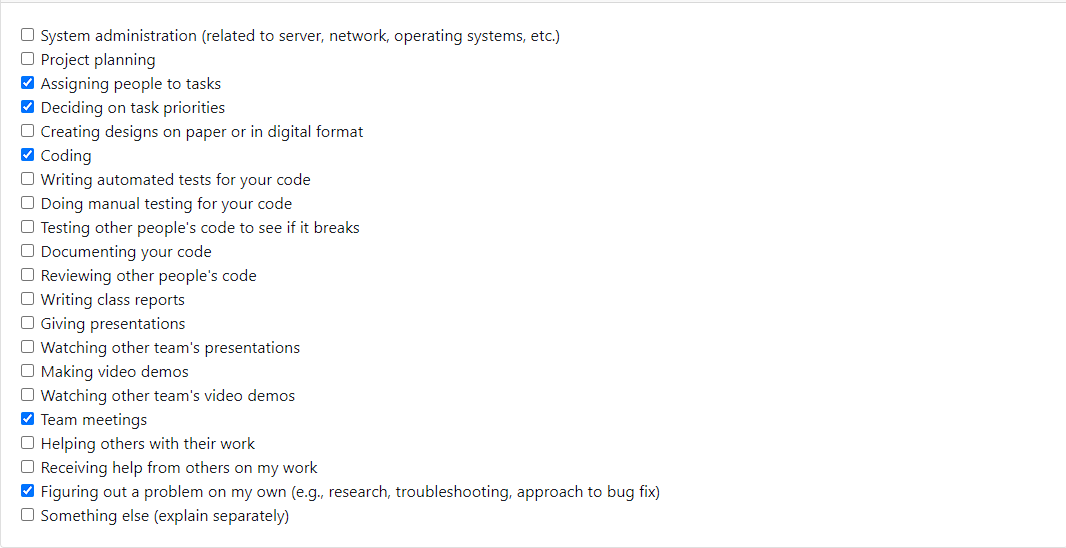 System administration (related to server, network, operating systems, etc.)
Project planning
Assigning people to tasks
Deciding on task priorities
Creating designs on paper or in digital format
Coding
Writing automated tests for your code
Doing manual testing for your code
Testing other people's code to see if it breaks
Documenting your code
Reviewing other people's code
Writing class reports
Giving presentations
Watching other team's presentations
Making video demos
Watching other team's video demos
Team meetings
Helping others with their work
Receiving help from others on my work
Figuring out a problem on my own (e.g., research, troubleshooting, approach to bug fix)
Something else (explain separately)